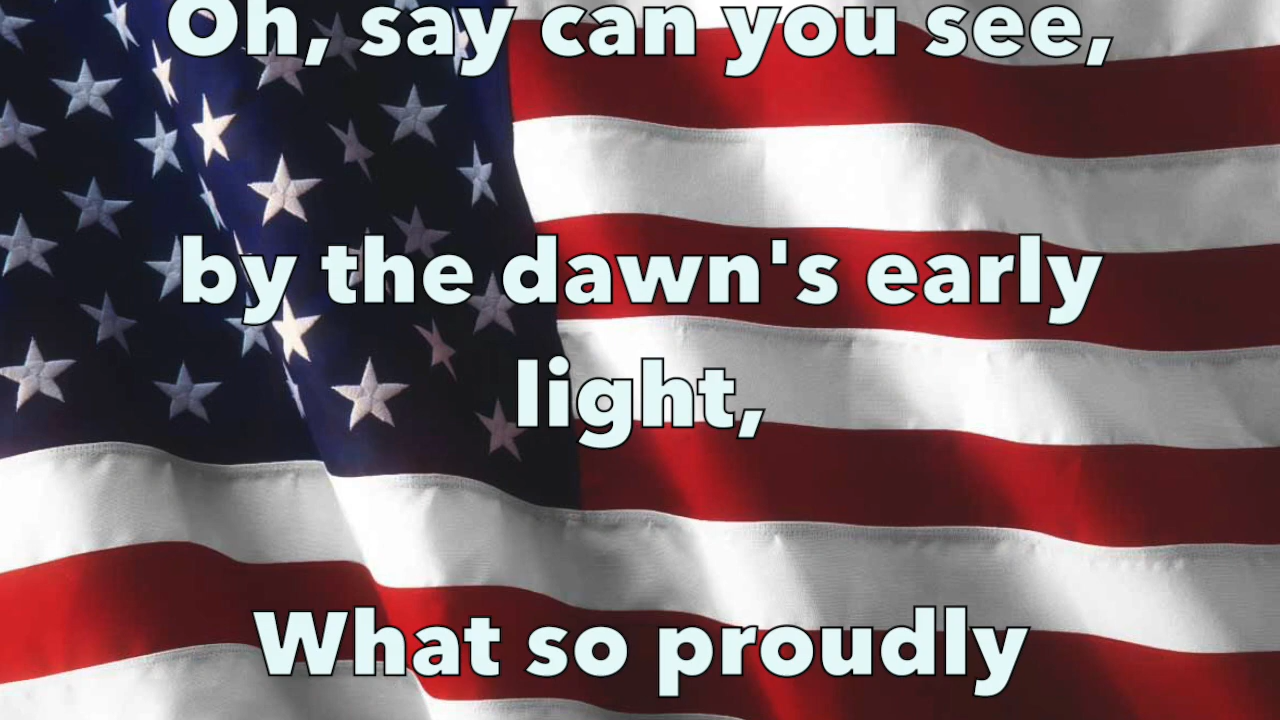 Oh, say can you see,
by the dawn's early
light,
What so proudly